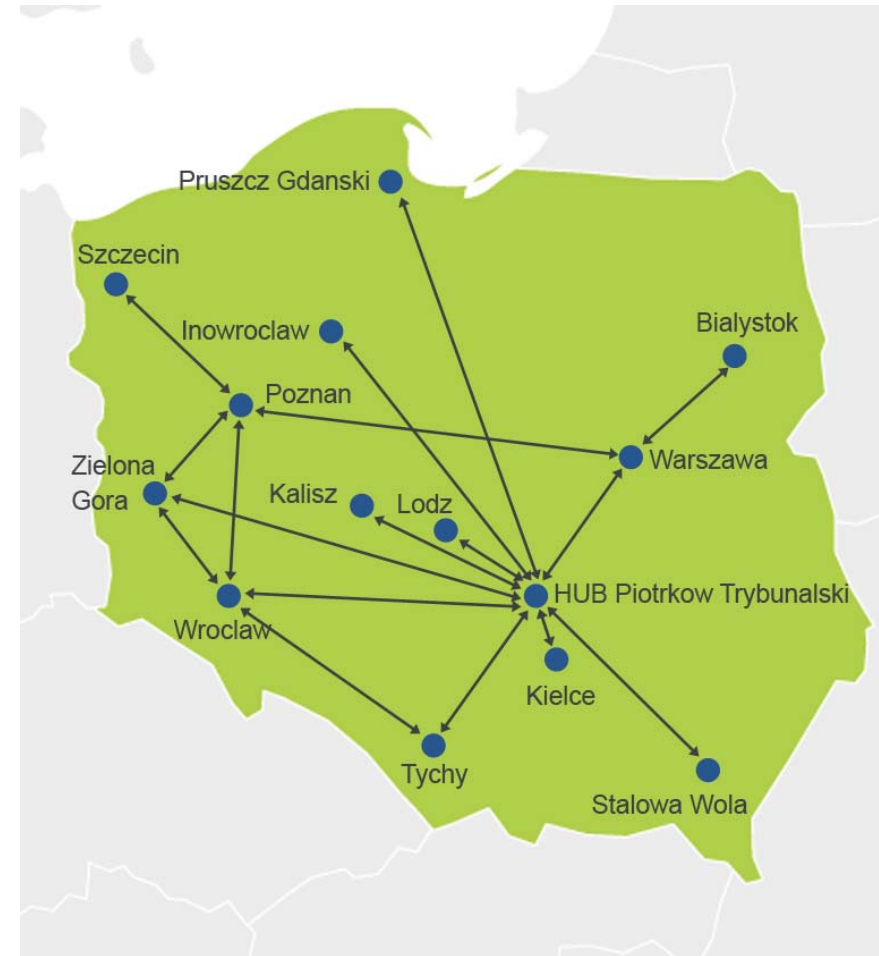 Pruszcz Gdanski
Szczecin
Inowroclaw
Bialystok
Poznan
Warszawa
Zielona
Gora
Kalisz
Lodz
HUB Piotrkow Trybunalski
Wroclaw
Kielce
Tychy
Stalowa Wola